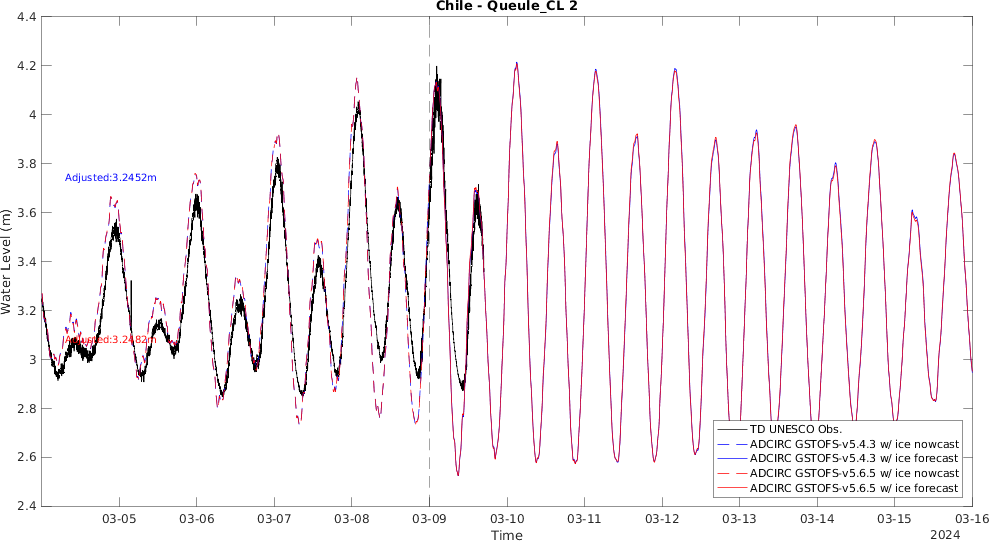 Chile - Queule_CL 2
4.4
4.2
4
3.8
3.6
3.4
3.2
3
2.8
2.6
2.4
Water Level (m)
Adjusted:3.2452m
Adjusted:3.2482m
TD UNESCO Obs.
ADCIRC GSTOFS-v5.4.3 w/ ice nowcast
ADCIRC GSTOFS-v5.4.3 w/ ice forecast
ADCIRC GSTOFS-v5.6.5 w/ ice nowcast
ADCIRC GSTOFS-v5.6.5 w/ ice forecast
03-05 03-06 03-07 03-08 03-09 03-10 03-11 03-12 03-13 03-14 03-15 03-16
Time
2024